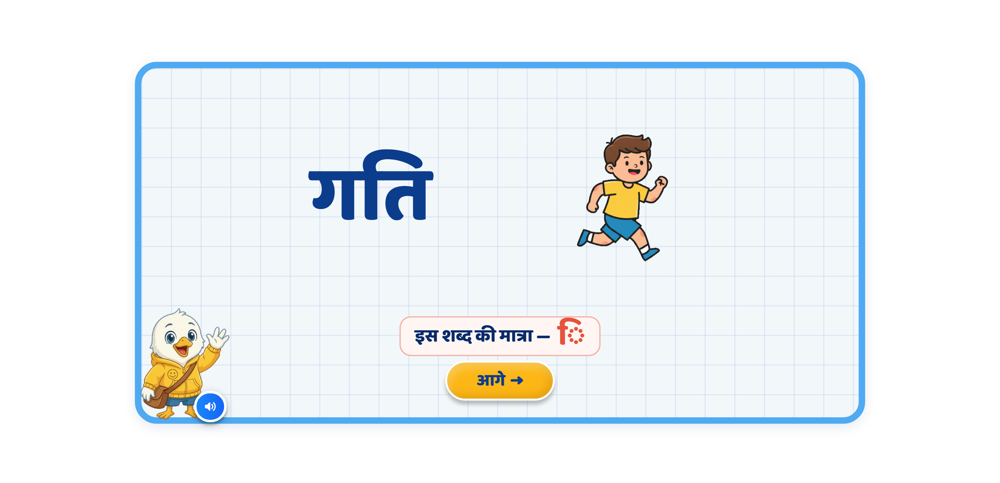 गति
इस शब्द की मात्रा – ि
आगे →